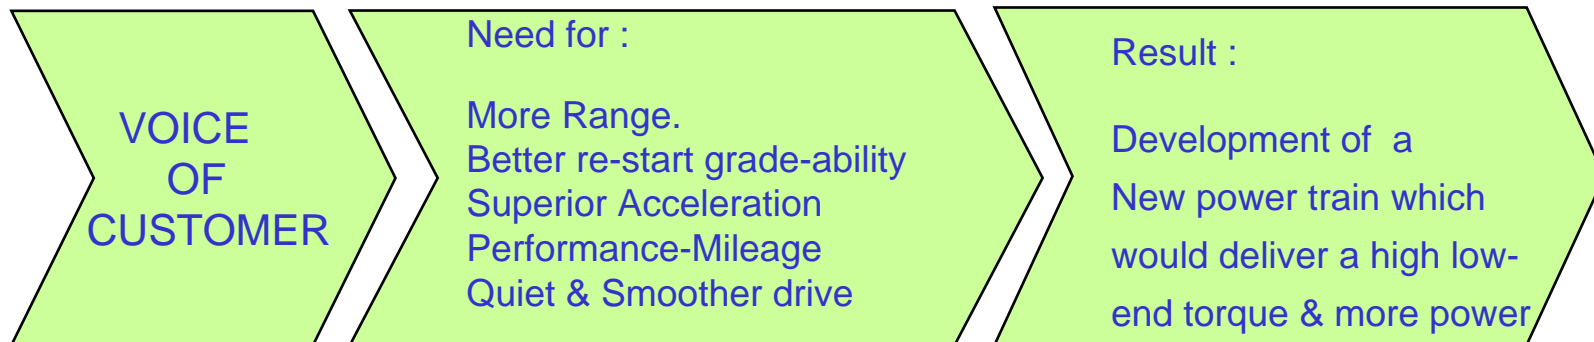 VOICE
OF
CUSTOMER
Need for :
More Range.
Better re-start grade-ability
Superior Acceleration
Performance-Mileage
Quiet & Smoother drive
Result :
Development of a
New power train which
would deliver a high low-
end torque & more power